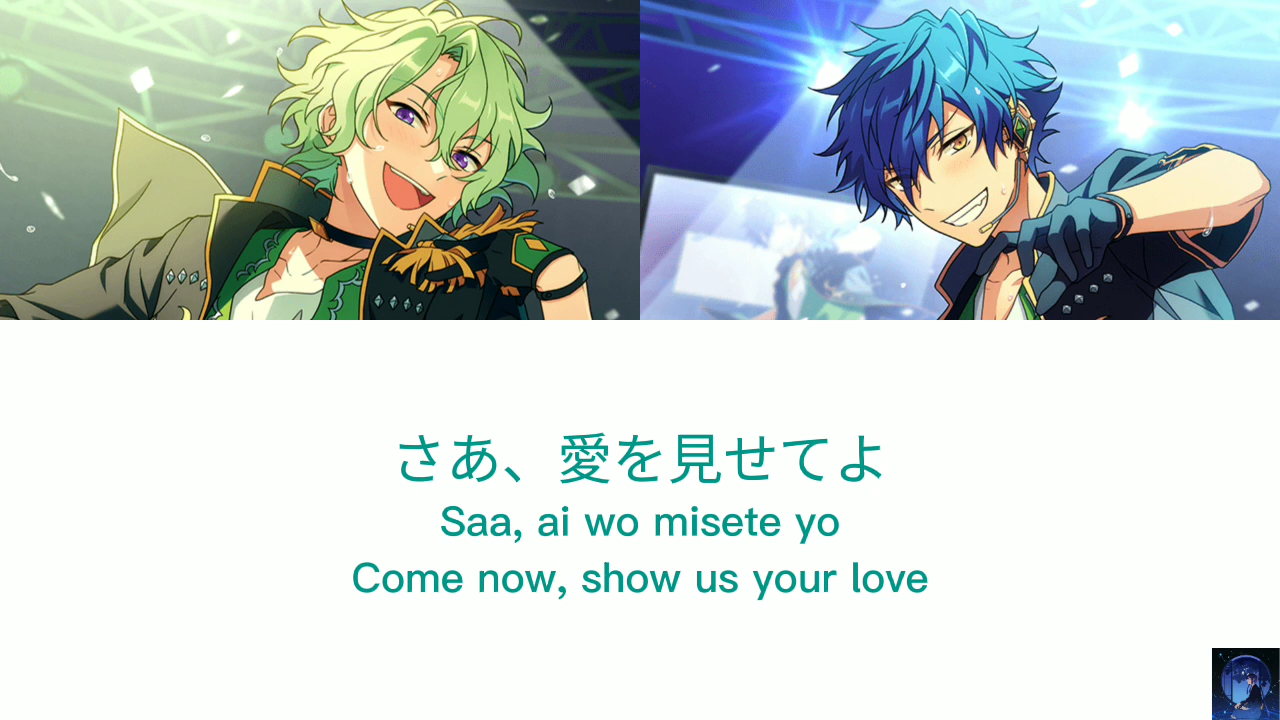 さあ、愛を見せてよ
Saa, ai wo misete yo
Come now, show us your love